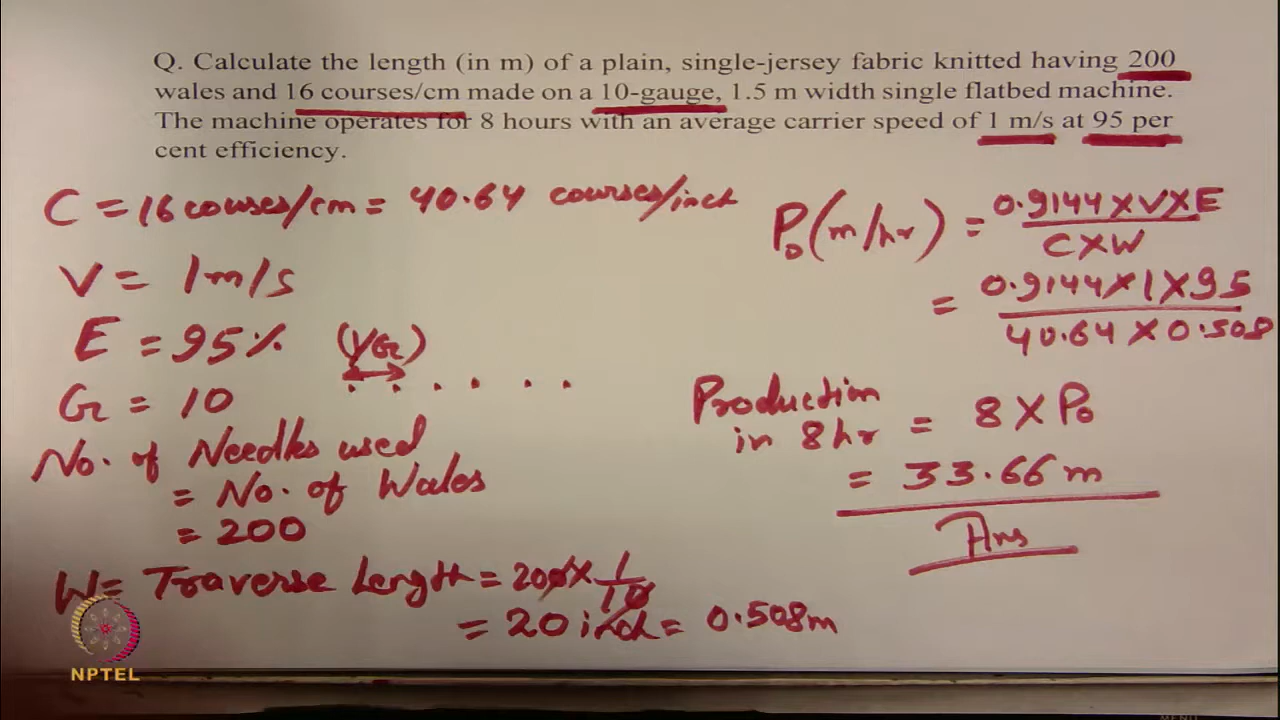 Q. Calculate the length (in m) of a plain, single-jersey fabric knitted having 200
wales and 16 courses/cm made on a 10-gauge, 1.5 m width single flatbed machine.
The machine operates for 8 hours with an average carrier speed of 1 m/s at 95 per
cent efficiency.
C = 16 courses/cm = 40.64 courses/inch
V = 1m/s
E = 95% (1/G)
G = 10
No. of Needles used
= No. of Wales
= 200
W = Traverse Length = 200 X 1/10
= 20 inch = 0.508m
P₀ (m/hr) = 0.9144 X V X E / C X W
= 0.9144 X 1 X 95 / 40.64 X 0.508
Production in 8 hr = 8 X P₀
= 33.66 m
Ans
NPTEL